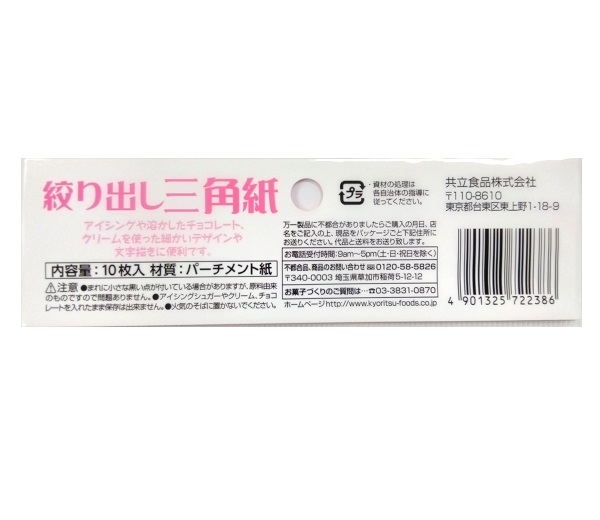 絞り出し三角紙
アイシングや溶かしたチョコレート、
クリームを使った細かいデザインや
文字描きに便利です。
内容量:10枚入 材質:パーチメント紙
⚠注意 ●まれに小さな黒い点が付いている場合がありますが、原料由来
のものですので問題ありません。●アイシングシュガーやクリーム、チョコ
レートを入れたまま保存は出来ません。●火気のそばに置かないでください。
プラ
・資材の処理は
各自治体の指導に
従ってください。
万一製品に不都合がありましたらご購入の月日、店
名をご記入の上、現品をパッケージごと下記住所に
お送りください。代品と送料をお返し致します。
お電話受付時間:9am〜5pm(土・日・祝日を除く)
不都合品、商品のお問い合わせ 0120-58-5826
〒340-0003 埼玉県草加市稲荷5-12-12
お菓子づくりのご質問は…☎03-3831-0870
ホームページhttp://www.kyoritsu-foods.co.jp
共立食品株式会社
〒110-8610
東京都台東区東上野1-18-9
4 901325 722386